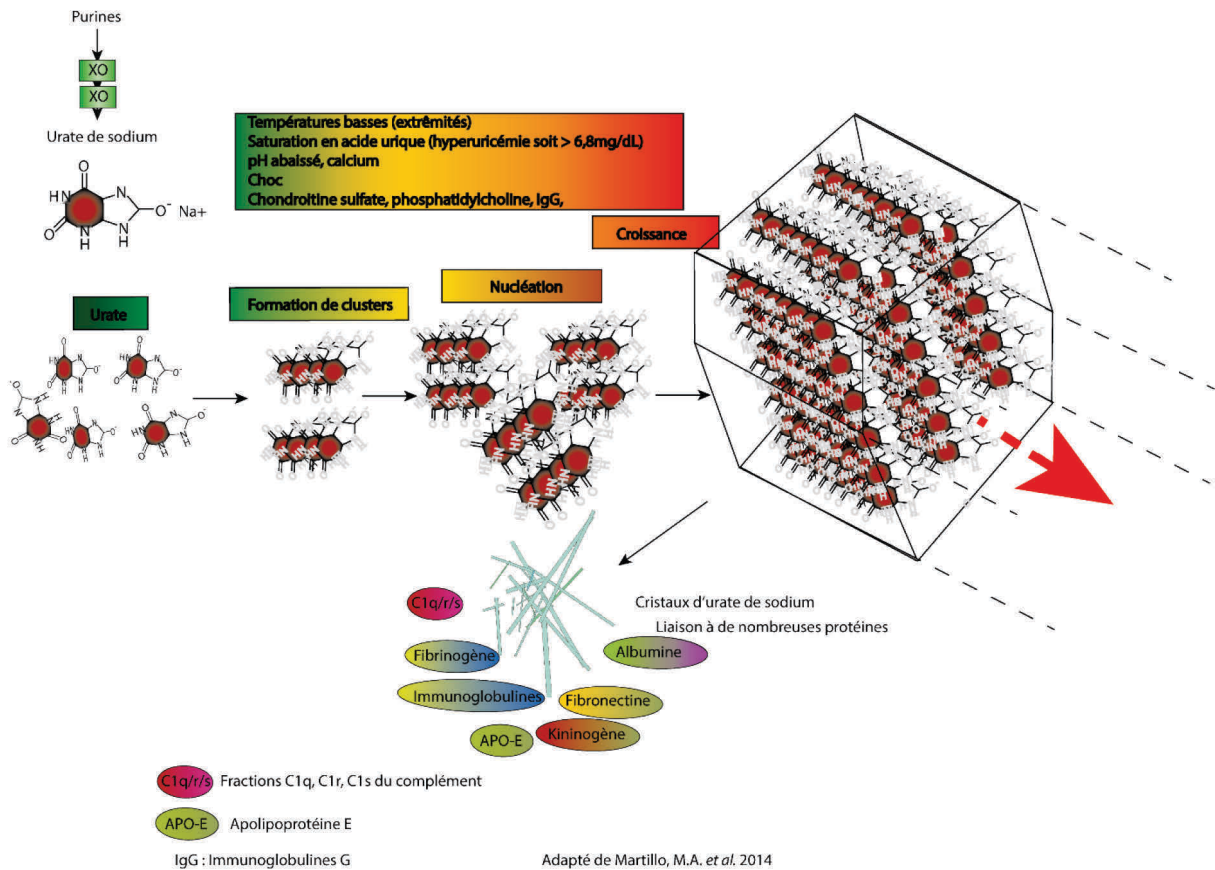 Purines
XO
XO
Urate de sodium
O
HN
N
O
N
H
N
H
O⁻ Na+
Températures basses (extrêmités)
Saturation en acide urique (hyperuricémie soit > 6,8mg/dL)
pH abaissé, calcium
Choc
Chondroitine sulfate, phosphatidylcholine, IgG,
Croissance
Urate
Formation de clusters
Nucléation
C1q/r/s
Cristaux d'urate de sodium
Liaison à de nombreuses protéines
Fibrinogène
Albumine
Immunoglobulines
Fibronectine
APO-E
Kininogène
C1q/r/s Fractions C1q, C1r, C1s du complément
APO-E Apolipoprotéine E
IgG : Immunoglobulines G
Adapté de Martillo, M.A. et al. 2014